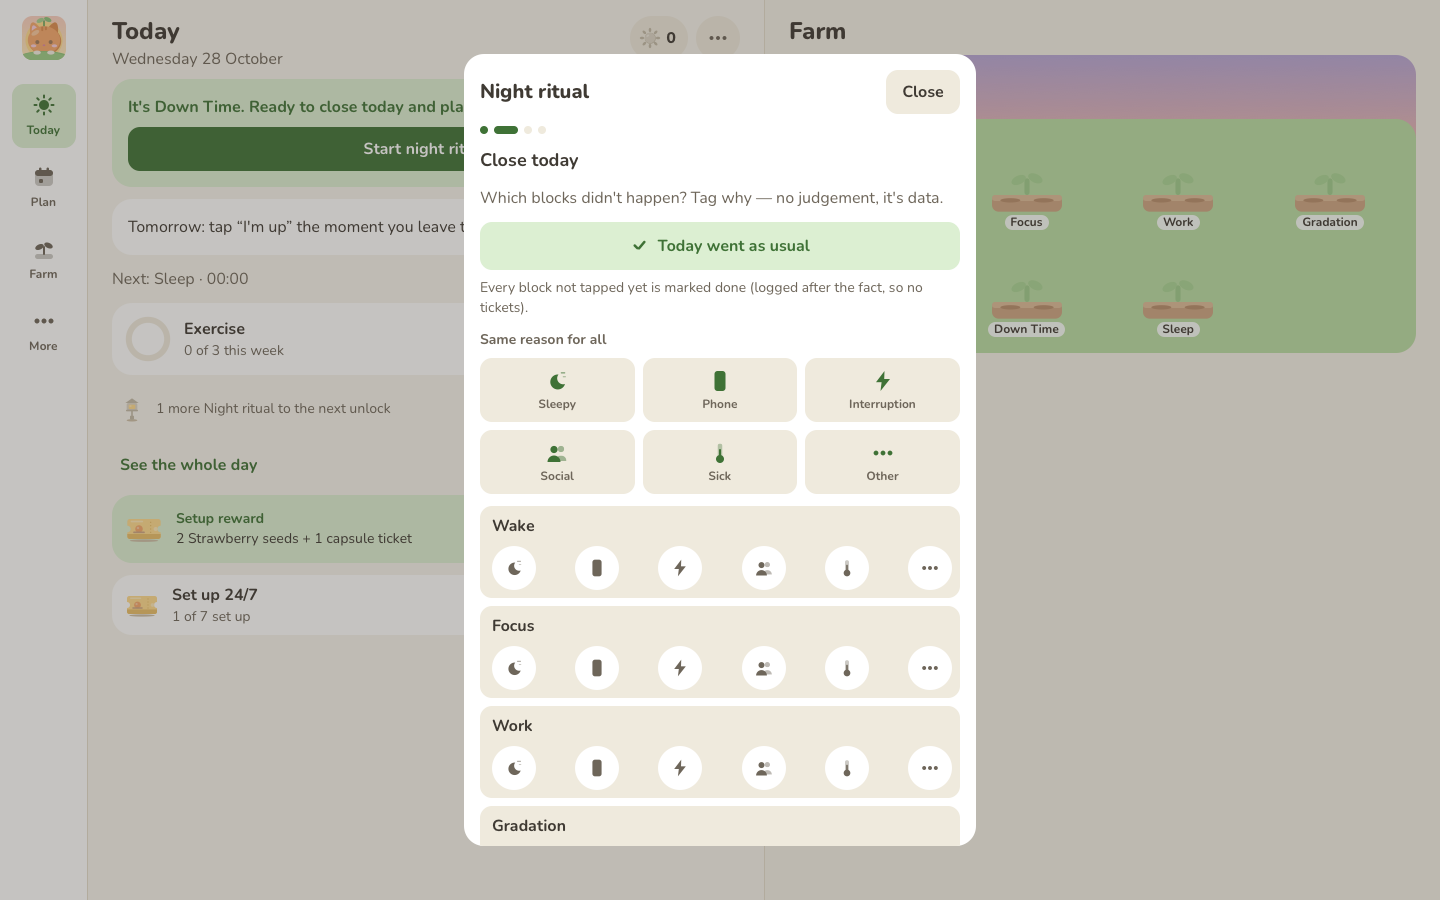 Today
Wednesday 28 October
0
Farm
It's Down Time. Ready to close today and pla
Start night rit
Tomorrow: tap “I'm up” the moment you leave t
Next: Sleep · 00:00
Exercise
0 of 3 this week
1 more Night ritual to the next unlock
See the whole day
Setup reward
2 Strawberry seeds + 1 capsule ticket
Set up 24/7
1 of 7 set up
Today
Plan
Farm
More
Night ritual
Close
Close today
Which blocks didn't happen? Tag why — no judgement, it's data.
Today went as usual
Every block not tapped yet is marked done (logged after the fact, so no
tickets).
Same reason for all
Sleepy
Phone
Interruption
Social
Sick
Other
Wake
Focus
Work
Gradation
Focus
Work
Gradation
Down Time
Sleep